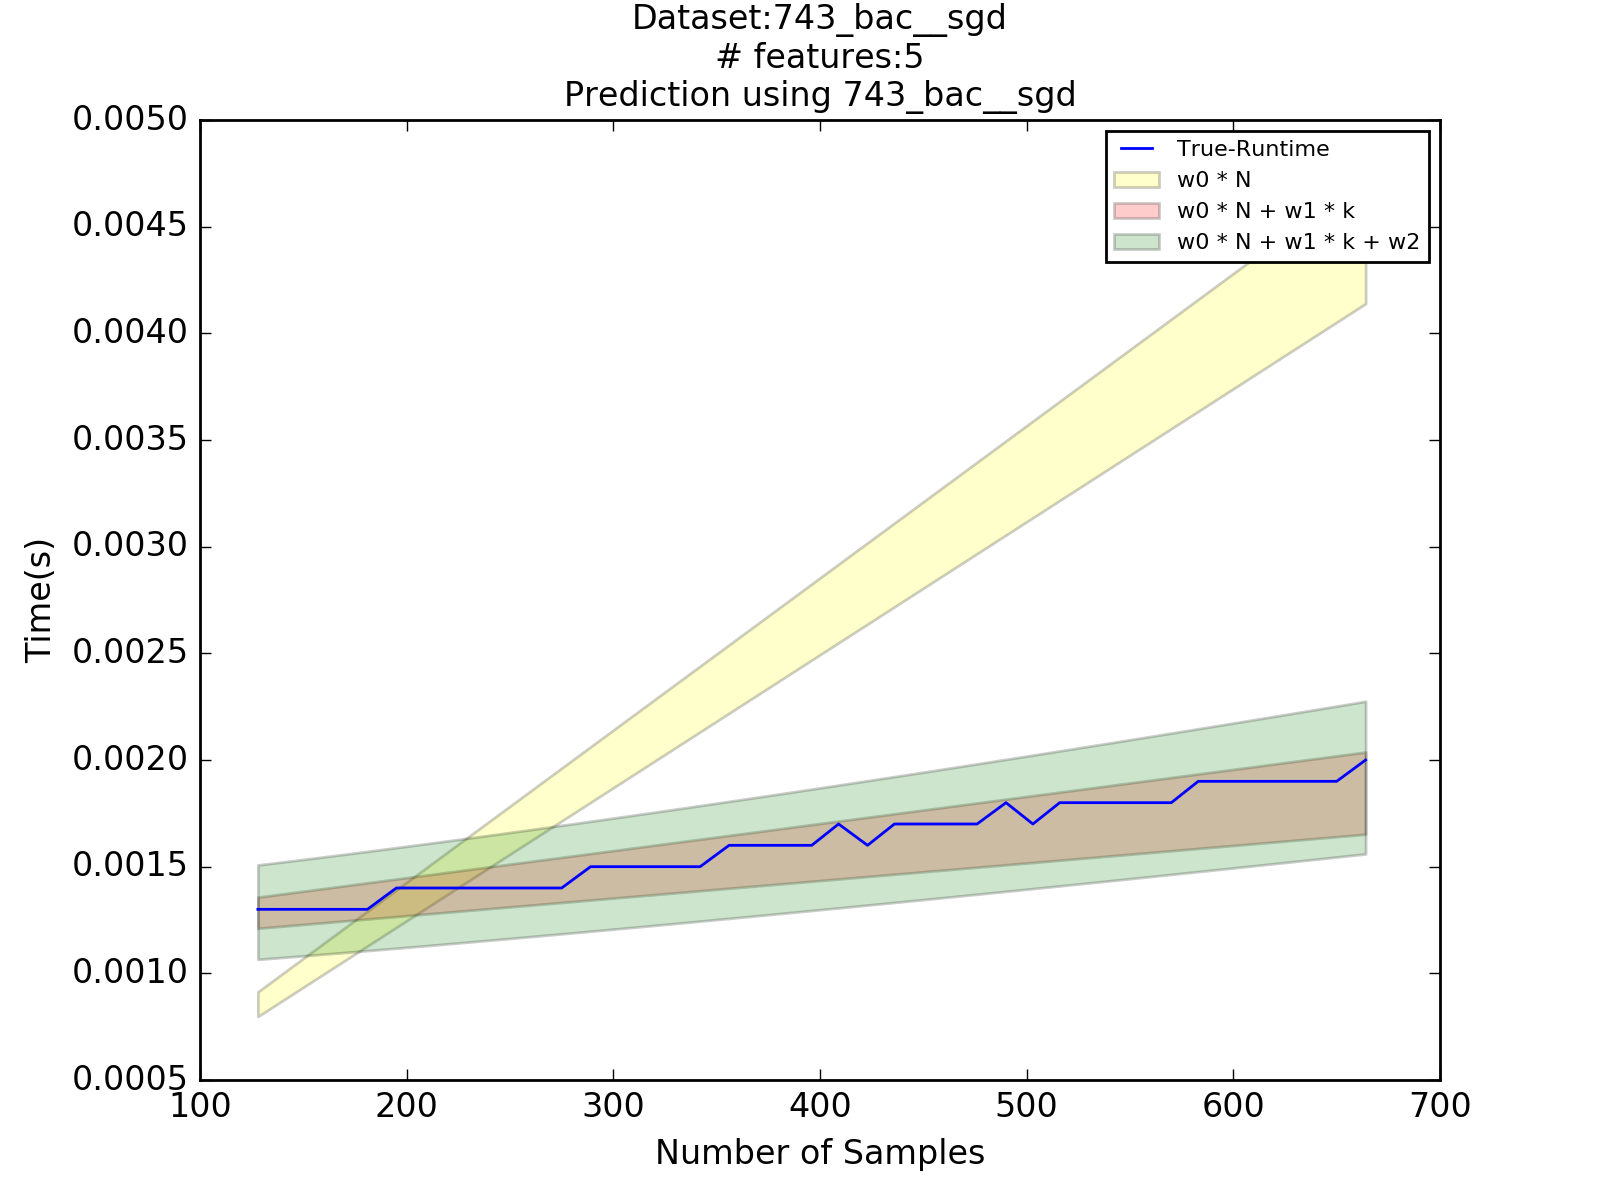 Dataset:743_bac__sgd
# features:5
Prediction using 743_bac__sgd
0.0050
0.0045
0.0040
0.0035
0.0030
0.0025
0.0020
0.0015
0.0010
0.0005
Time(s)
True-Runtime
w0 * N
w0 * N + w1 * k
w0 * N + w1 * k + w2
100 200 300 400 500 600 700
Number of Samples